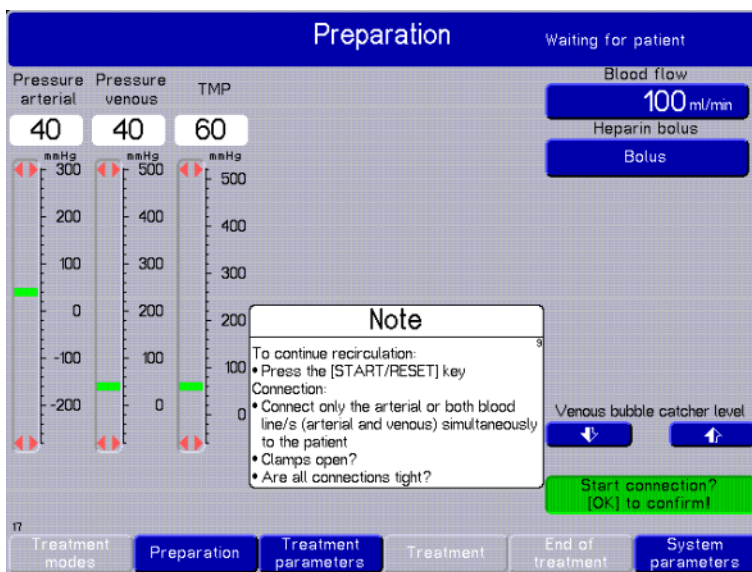 Preparation
Waiting for patient
Pressure arterial
Pressure venous
TMP
40
40
60
mmHg
300
200
100
0
-100
-200
mmHg
500
400
300
200
100
0
mmHg
500
400
300
200
100
0
Blood flow
100 ml/min
Heparin bolus
Bolus
Note
9
To continue recirculation:
• Press the [START/RESET] key
Connection:
• Connect only the arterial or both blood
line/s (arterial and venous) simultaneously
to the patient
• Clamps open?
• Are all connections tight?
Venous bubble catcher level
Start connection?
[OK] to confirm!
17
Treatment
modes
Preparation
Treatment
parameters
Treatment
End of
treatment
System
parameters